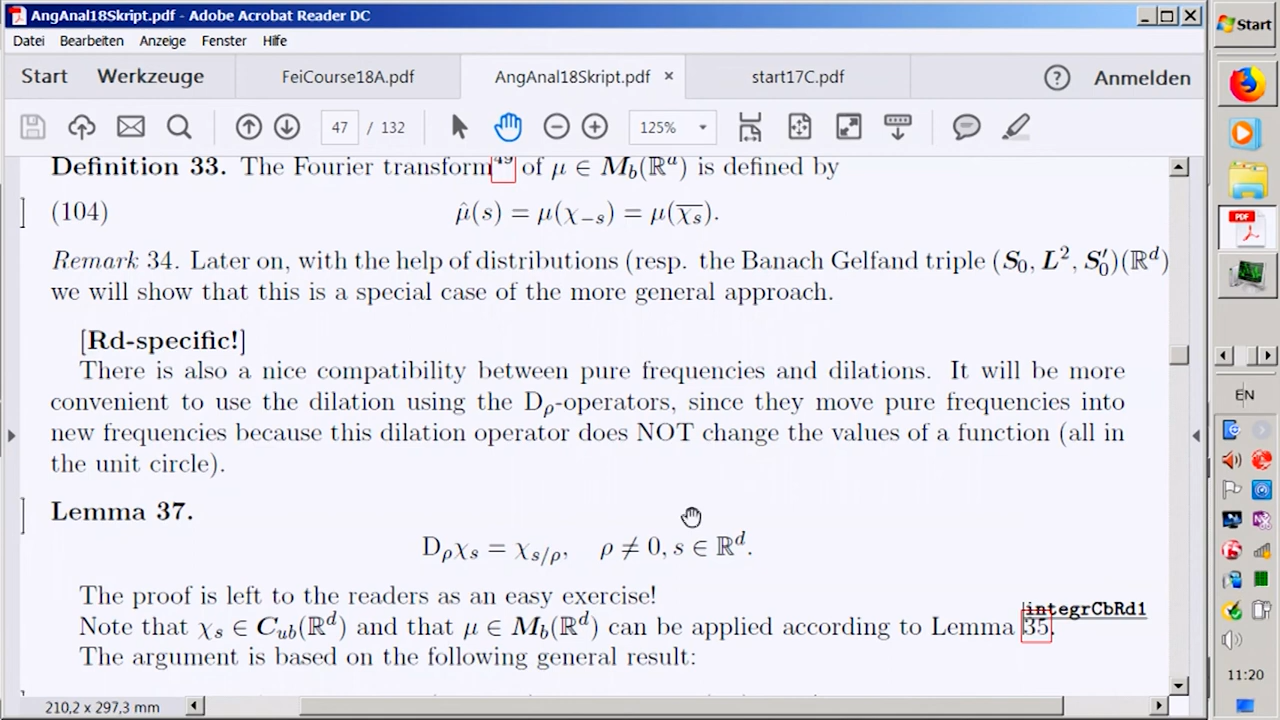 AngAnal18Skript.pdf - Adobe Acrobat Reader DC
Start
Datei Bearbeiten Anzeige Fenster Hilfe
Start Werkzeuge FeiCourse18A.pdf AngAnal18Skript.pdf × start17C.pdf ? Anmelden
47 / 132 125%
Definition 33. The Fourier transform⁴⁹ of μ ∈ M_b(ℝ^d) is defined by
(104) μ̂(s) = μ(χ_{−s}) = μ(\overline{χ_s}).
Remark 34. Later on, with the help of distributions (resp. the Banach Gelfand triple (S_0, L^2, S_0′)(ℝ^d)
we will show that this is a special case of the more general approach.
[Rd-specific!]
There is also a nice compatibility between pure frequencies and dilations. It will be more
convenient to use the dilation using the D_ρ-operators, since they move pure frequencies into
new frequencies because this dilation operator does NOT change the values of a function (all in
the unit circle).
Lemma 37.
D_ρχ_s = χ_{s/ρ}, ρ ≠ 0, s ∈ ℝ^d.
The proof is left to the readers as an easy exercise!
integrCbRd1
Note that χ_s ∈ C_{ub}(ℝ^d) and that μ ∈ M_b(ℝ^d) can be applied according to Lemma 35.
The argument is based on the following general result:
210,2 x 297,3 mm
PDF
EN
11:20